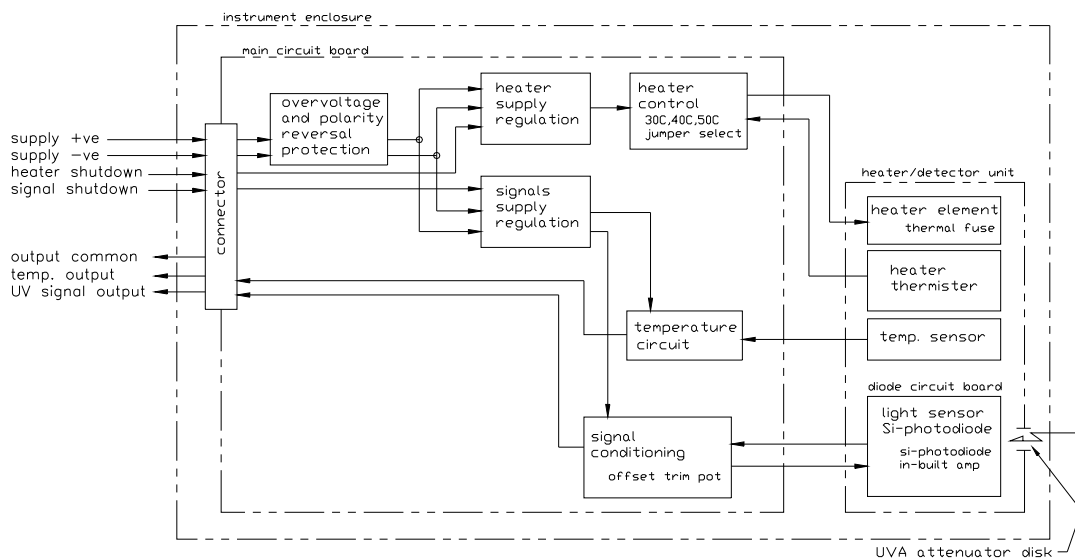 instrument enclosure
main circuit board
overvoltage
and polarity
reversal
protection
heater
supply
regulation
heater
control
30C,40C,50C
jumper select
supply +ve
supply -ve
heater shutdown
signal shutdown
connector
signals
supply
regulation
heater/detector unit
heater element
thermal fuse
heater
thermister
output common
temp. output
UV signal output
temperature
circuit
temp. sensor
diode circuit board
light sensor
Si-photodiode
si-photodiode
in-built amp
signal
conditioning
offset trim pot
UVA attenuator disk